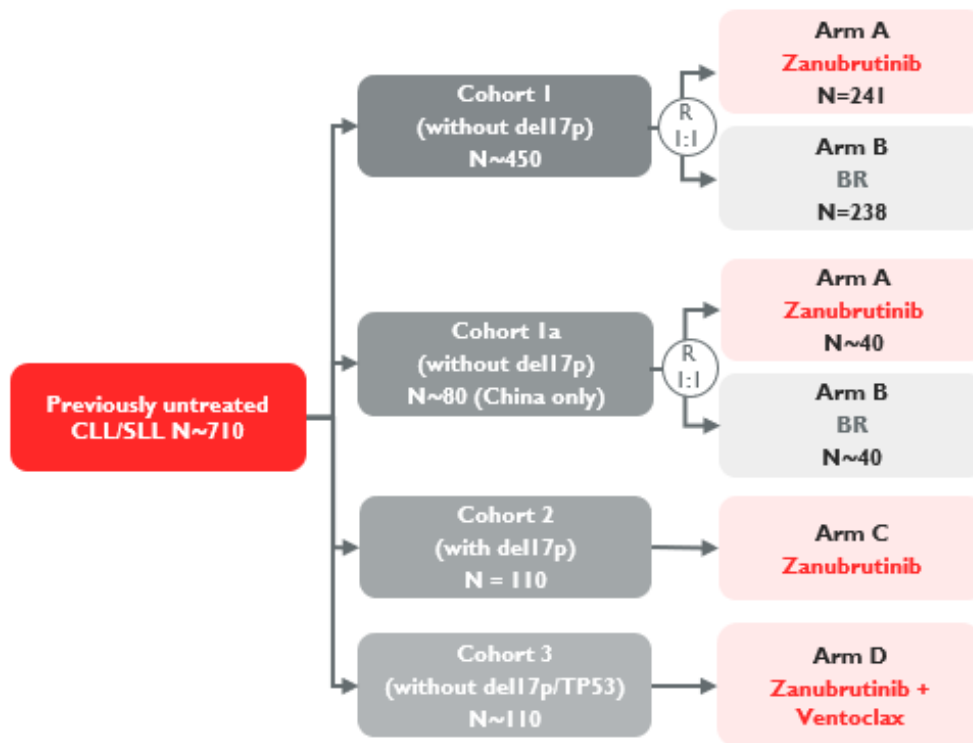 Previously untreated
CLL/SLL N~710
Cohort 1
(without del17p)
N~450
R
1:1
Arm A
Zanubrutinib
N=241
Arm B
BR
N=238
Cohort 1a
(without del17p)
N~80 (China only)
R
1:1
Arm A
Zanubrutinib
N~40
Arm B
BR
N~40
Cohort 2
(with del17p)
N = 110
Arm C
Zanubrutinib
Cohort 3
(without del17p/TP53)
N~110
Arm D
Zanubrutinib +
Ventoclax